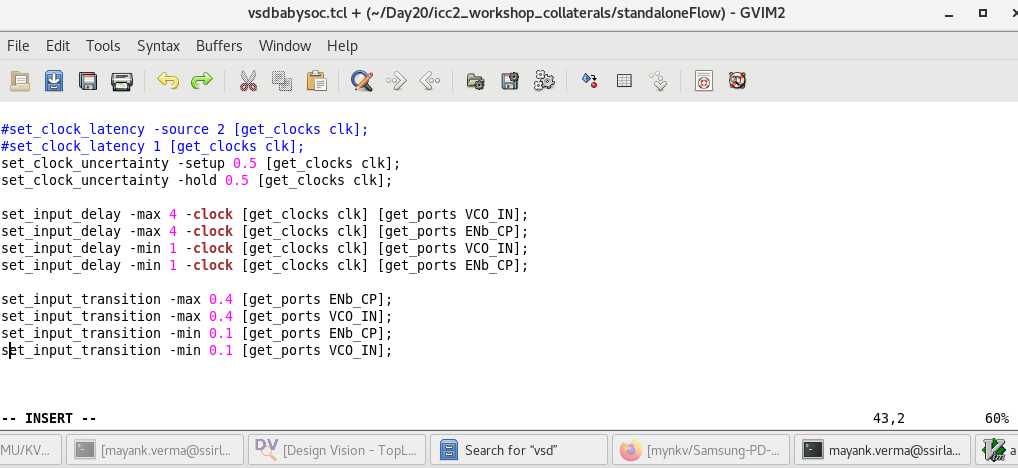 vsdbabysoc.tcl + (~/Day20/icc2_workshop_collaterals/standaloneFlow) - GVIM2
File Edit Tools Syntax Buffers Window Help
#set_clock_latency -source 2 [get_clocks clk];
#set_clock_latency 1 [get_clocks clk];
set_clock_uncertainty -setup 0.5 [get_clocks clk];
set_clock_uncertainty -hold 0.5 [get_clocks clk];
set_input_delay -max 4 -clock [get_clocks clk] [get_ports VCO_IN];
set_input_delay -max 4 -clock [get_clocks clk] [get_ports ENb_CP];
set_input_delay -min 1 -clock [get_clocks clk] [get_ports VCO_IN];
set_input_delay -min 1 -clock [get_clocks clk] [get_ports ENb_CP];
set_input_transition -max 0.4 [get_ports ENb_CP];
set_input_transition -max 0.4 [get_ports VCO_IN];
set_input_transition -min 0.1 [get_ports ENb_CP];
set_input_transition -min 0.1 [get_ports VCO_IN];
-- INSERT -- 43,2 60%
MU/KV... [mayank.verma@ssirl... [Design Vision - TopL... Search for “vsd” [mynkv/Samsung-PD-... mayank.verma@ssirla... a